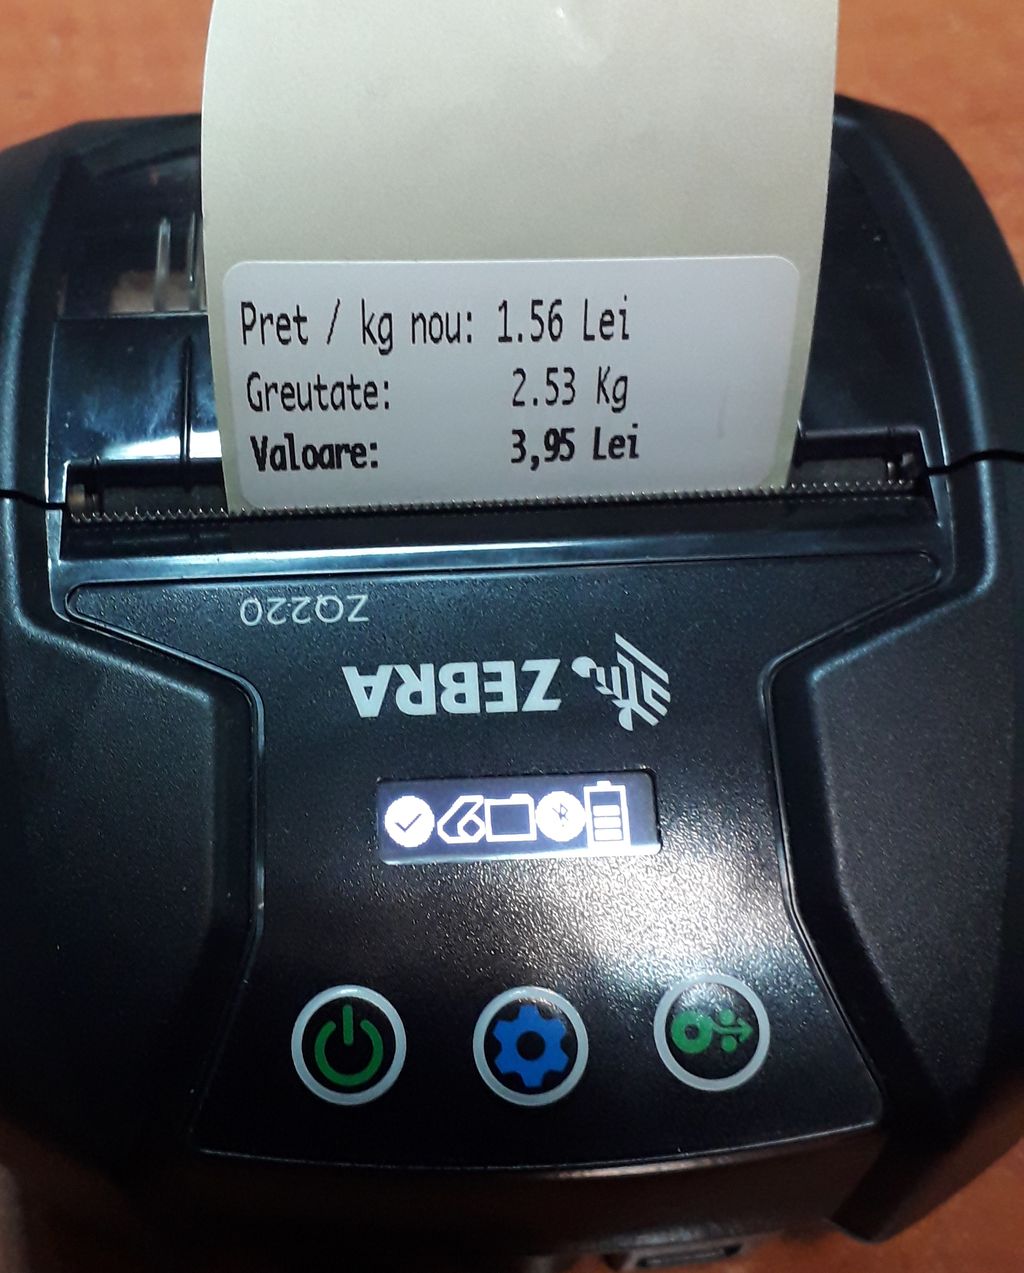 Pret / kg nou: 1.56 Lei
Greutate: 2.53 Kg
Valoare: 3,95 Lei
ZQ220
ZEBRA